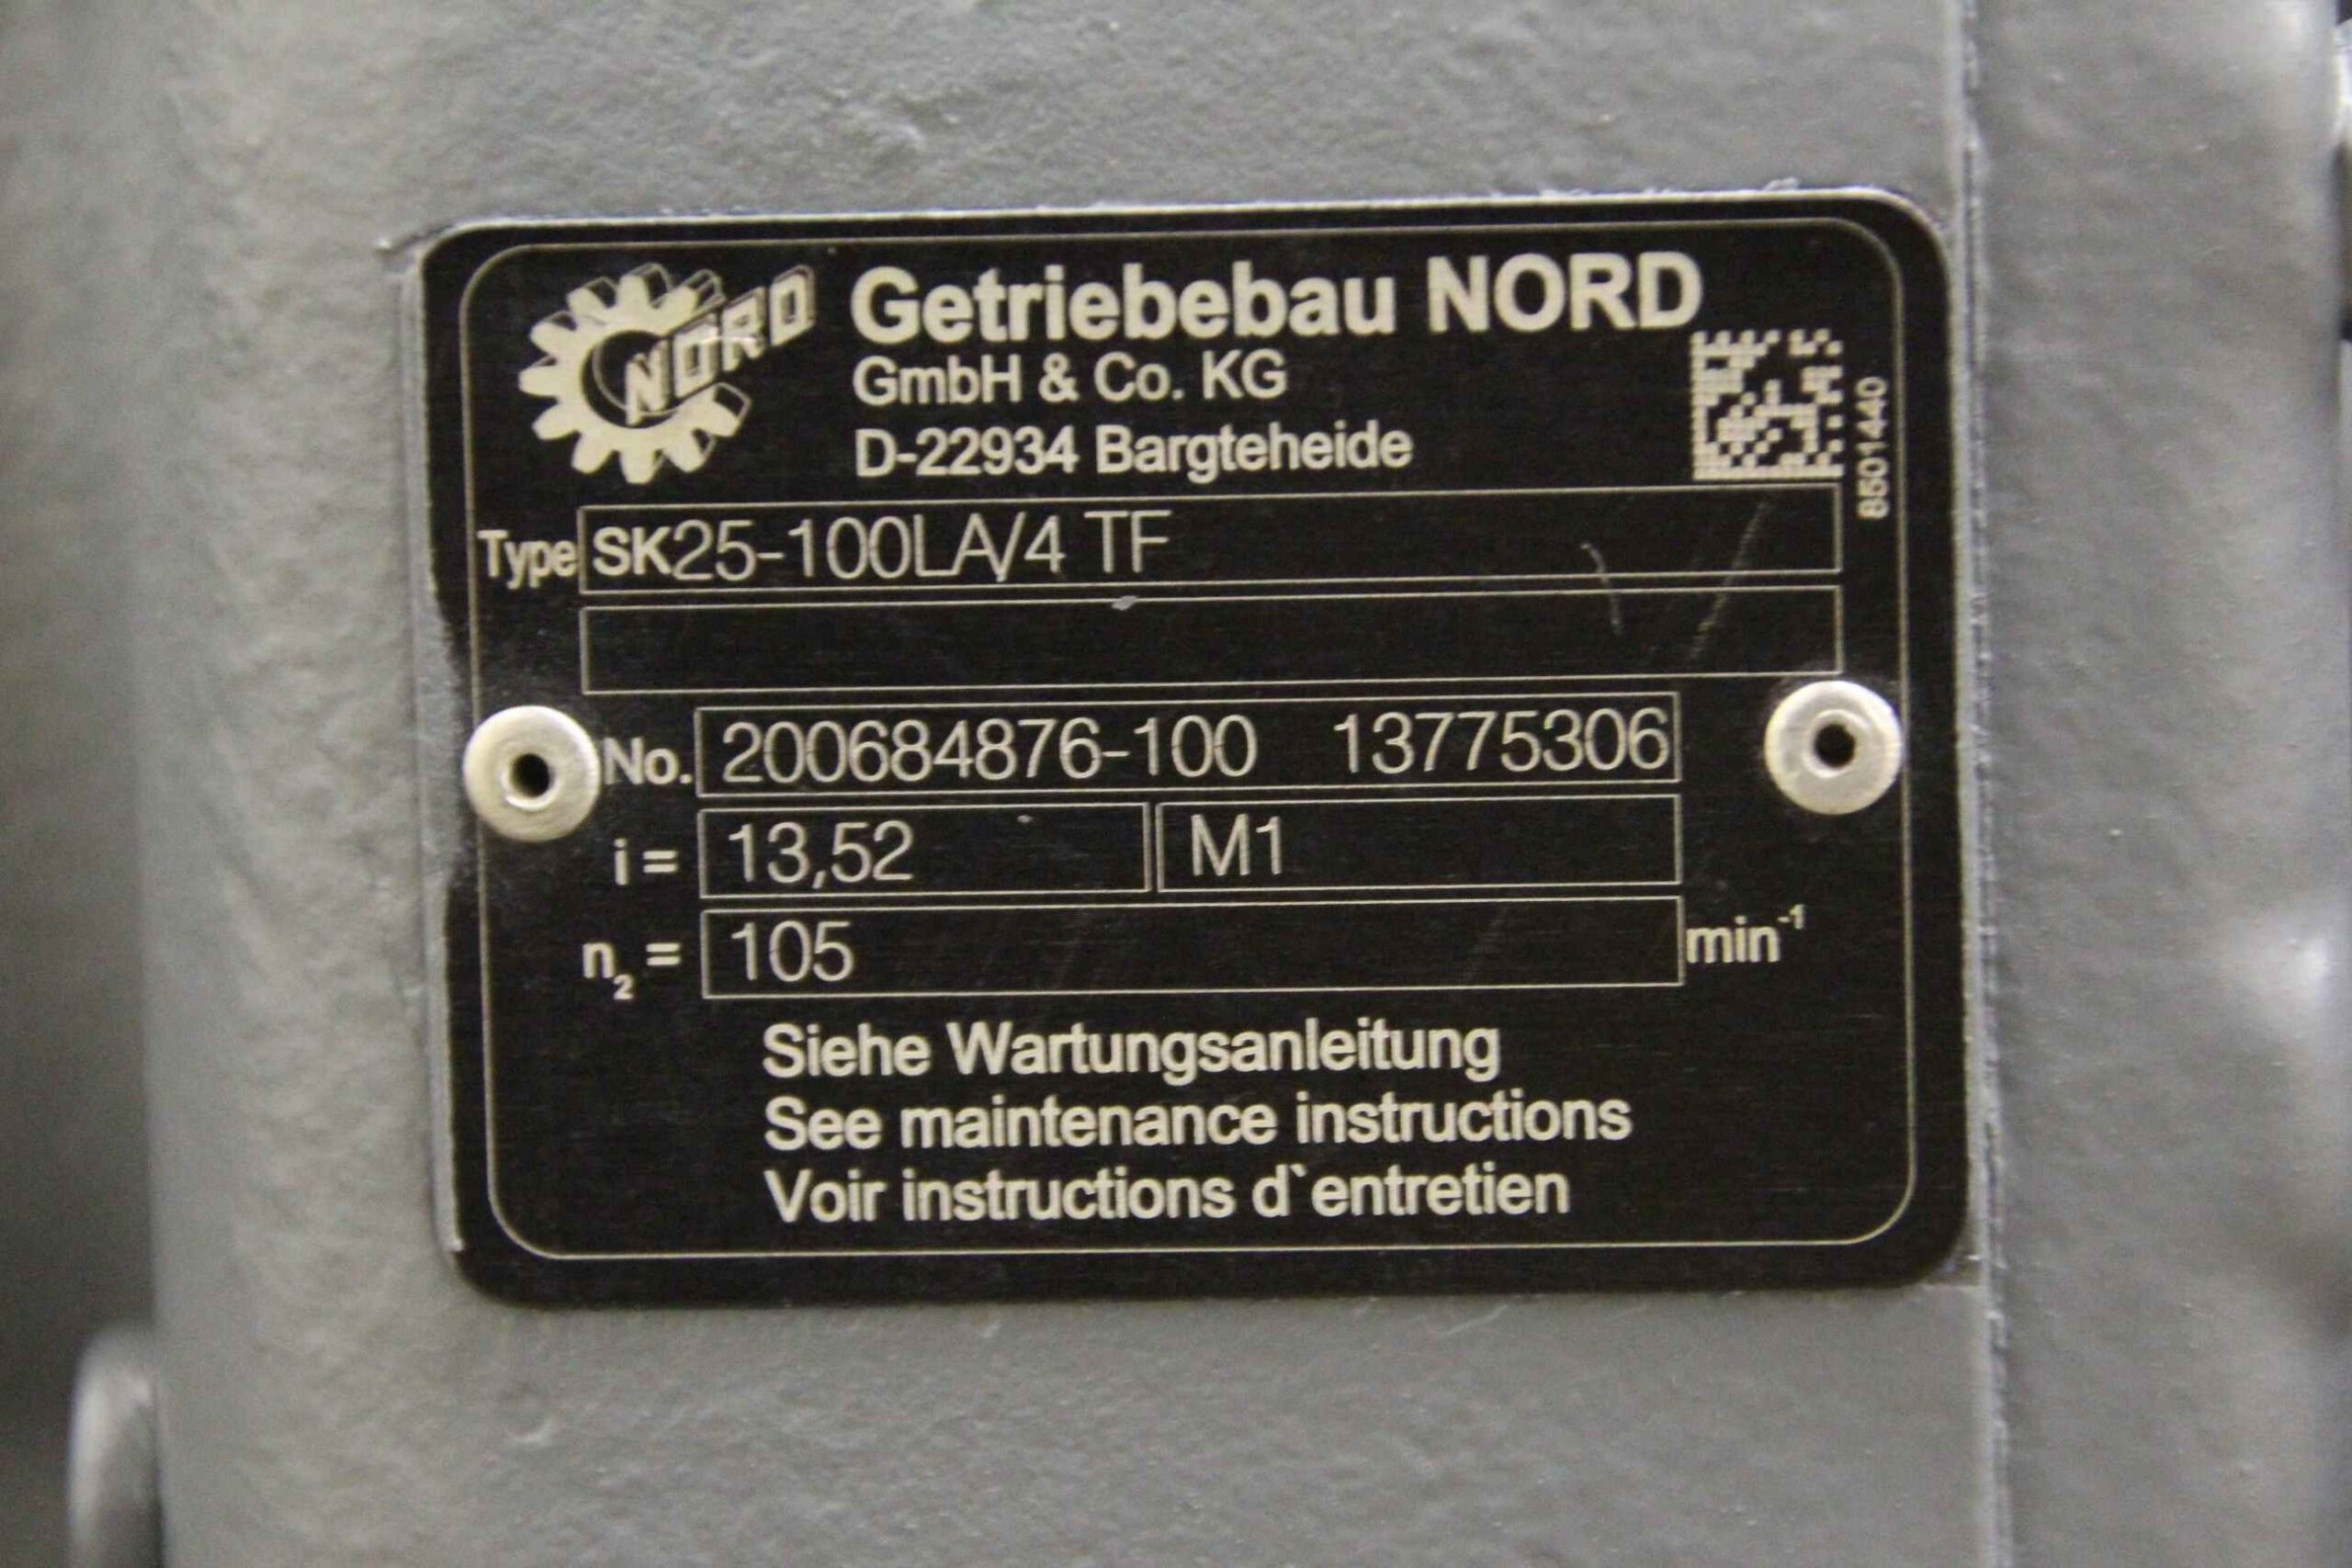 NORD
Getriebebau NORD
GmbH & Co. KG
D-22934 Bargteheide
8501440
Type SK25-100LA/4 TF
No. 200684876-100 13775306
i = 13,52 M1
n₂ = 105 min⁻¹
Siehe Wartungsanleitung
See maintenance instructions
Voir instructions d`entretien